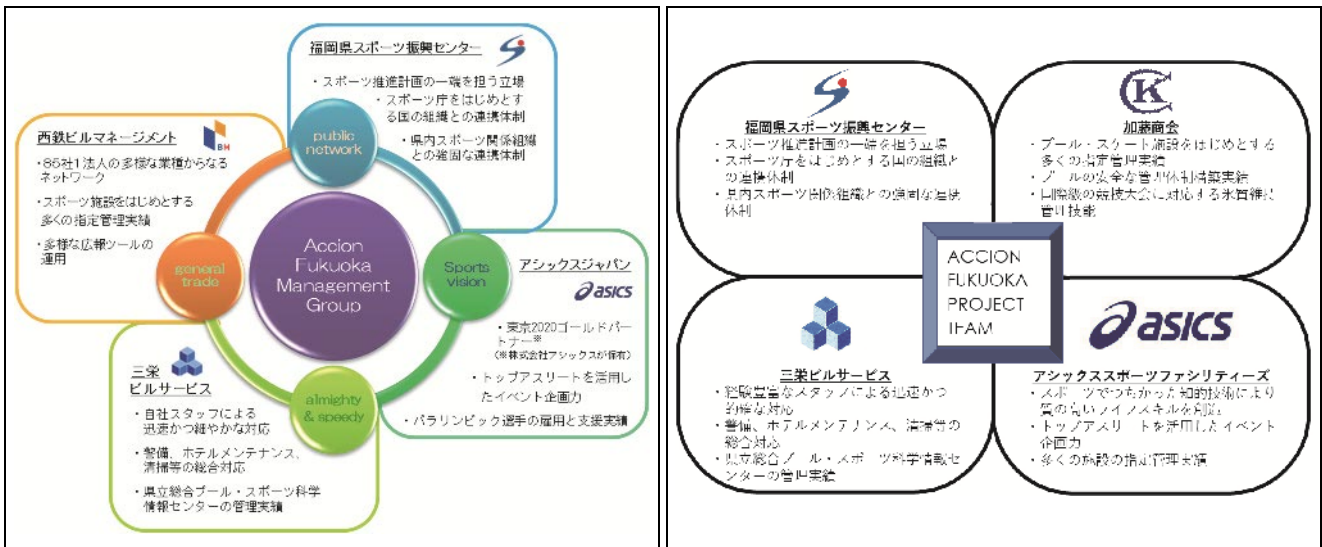 福岡県スポーツ振興センター
・スポーツ推進計画の一端を担う立場
・スポーツ庁をはじめとす
る国の組織との連携体制
・県内スポーツ関係組織
との強固な連携体制
public
network
西鉄ビルマネージメント
BM
・86社1法人の多様な業種からなる
ネットワーク
・スポーツ施設をはじめとする
多くの指定管理実績
・多様な広報ツールの
運用
general
trade
Accion
Fukuoka
Management
Group
Sports
vision
アシックスジャパン
asics
・東京2020ゴールドパー
トナー※
(※株式会社アシックスが保有)
・トップアスリートを活用し
たイベント企画力
・パラリンピック選手の雇用と支援実績
almighty
& speedy
三栄
ビルサービス
・自社スタッフによる
迅速かつ細やかな対応
・警備、ホテルメンテナンス、
清掃等の総合対応
・県立総合プール・スポーツ科学
情報センターの管理実績
福岡県スポーツ振興センター
・スポーツ推進計画の一端を担う立場
・スポーツ庁をはじめとする国の組織と
の連携体制
・県内スポーツ関係組織との強固な連携
体制
CK
加藤商会
・プール・スケート施設をはじめとする
多くの指定管理実績
・プールの安全な管理体制構築実績
・国際級の競技大会に対応する氷質維持
管理技能
ACCION
FUKUOKA
PROJECT
TEAM
三栄ビルサービス
・経験豊富なスタッフによる迅速かつ
的確な対応
・警備、ホテルメンテナンス、清掃等の
総合対応
・県立総合プール・スポーツ科学情報セ
ンターの管理実績
asics
アシックススポーツファシリティーズ
・スポーツでつちかった知的技術により
質の高いライフスタイルを創造
・トップアスリートを活用したイベント
企画力
・多くの施設の指定管理実績